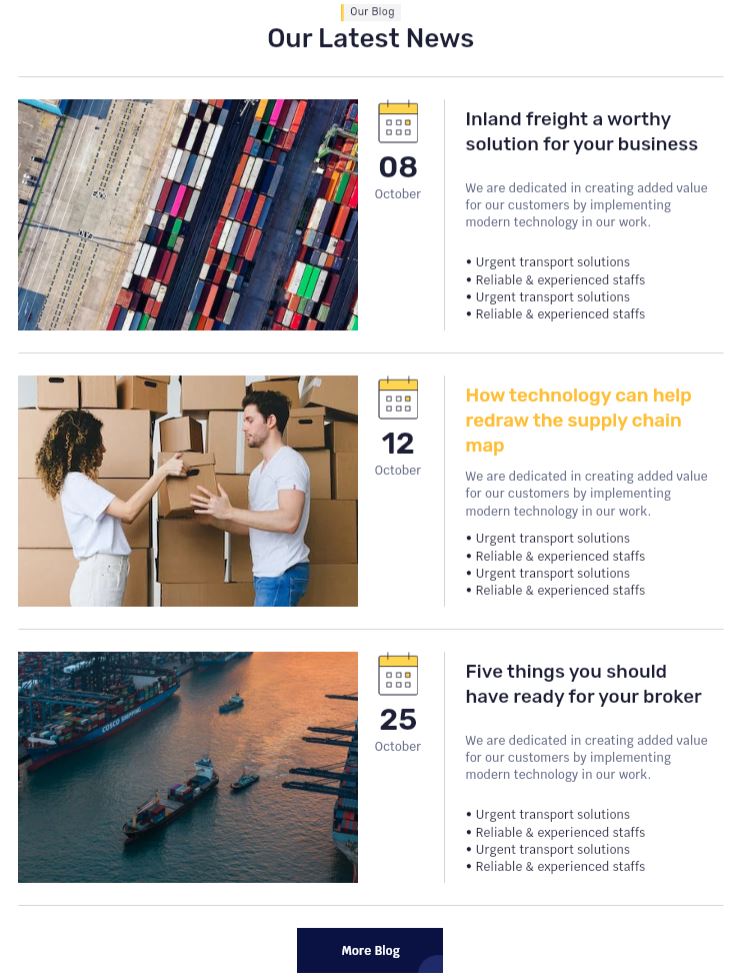 Our Blog
Our Latest News
08
October
Inland freight a worthy
solution for your business
We are dedicated in creating added value
for our customers by implementing
modern technology in our work.
• Urgent transport solutions
• Reliable & experienced staffs
• Urgent transport solutions
• Reliable & experienced staffs
12
October
How technology can help
redraw the supply chain
map
We are dedicated in creating added value
for our customers by implementing
modern technology in our work.
• Urgent transport solutions
• Reliable & experienced staffs
• Urgent transport solutions
• Reliable & experienced staffs
COSCO SHIPPING
25
October
Five things you should
have ready for your broker
We are dedicated in creating added value
for our customers by implementing
modern technology in our work.
• Urgent transport solutions
• Reliable & experienced staffs
• Urgent transport solutions
• Reliable & experienced staffs
More Blog